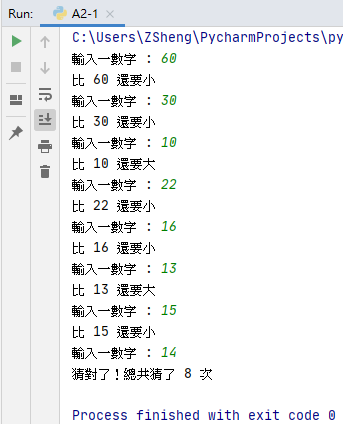 Run: A2-1
C:\Users\ZSheng\PycharmProjects\py
輸入一數字 : 60
比 60 還要小
輸入一數字 : 30
比 30 還要小
輸入一數字 : 10
比 10 還要大
輸入一數字 : 22
比 22 還要小
輸入一數字 : 16
比 16 還要小
輸入一數字 : 13
比 13 還要大
輸入一數字 : 15
比 15 還要小
輸入一數字 : 14
猜對了！總共猜了 8 次
Process finished with exit code 0